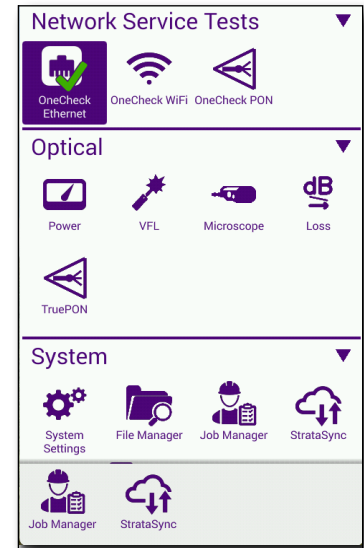 Network Service Tests
OneCheck
Ethernet
OneCheck WiFi
OneCheck PON
Optical
Power
VFL
Microscope
dB
Loss
TruePON
System
System
Settings
File Manager
Job Manager
StrataSync
Job Manager
StrataSync